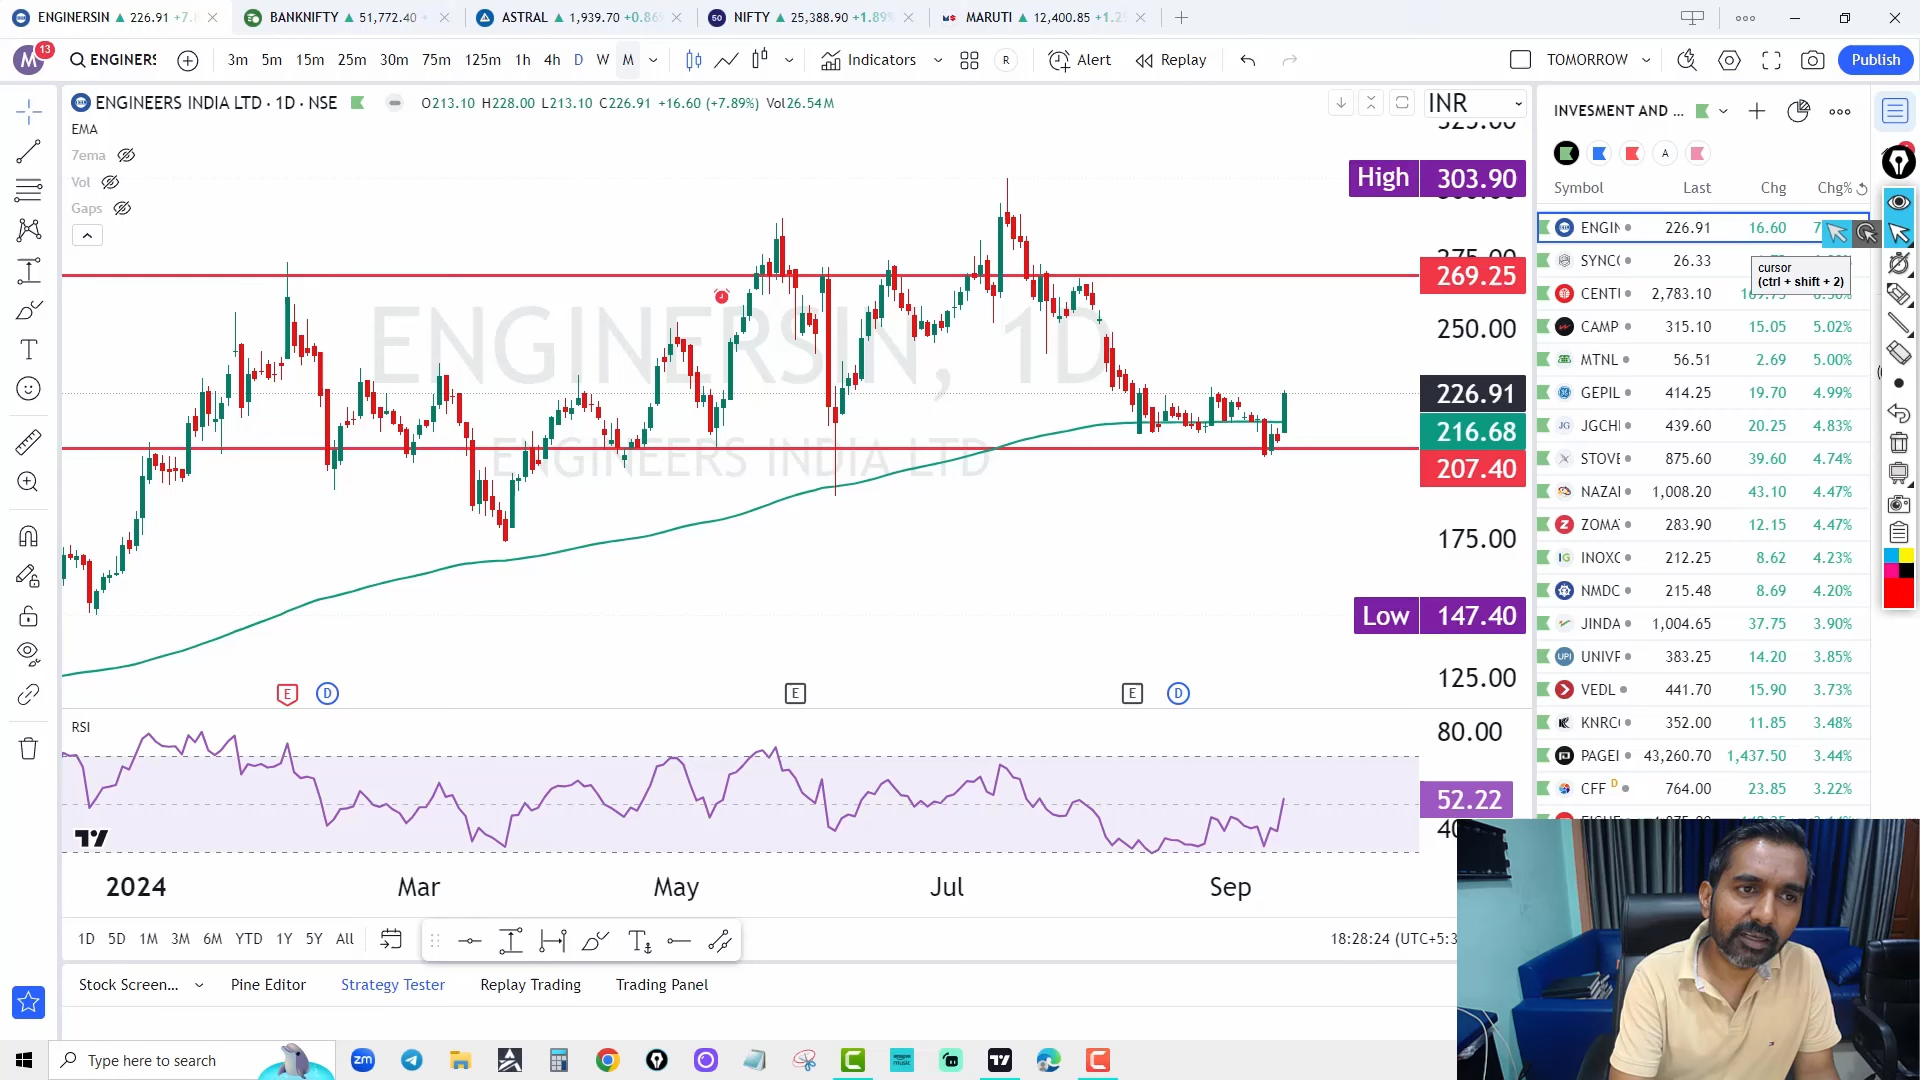 ENGINERSIN 226.91 +7.
BANKNIFTY 51,772.40
ASTRAL 1,939.70 +0.86
NIFTY 25,388.90 +1.89%
MARUTI 12,400.85 +1.2
M 13
ENGINERS
3m 5m 15m 25m 30m 75m 125m 1h 4h D W M
Indicators
R
Alert
Replay
TOMORROW
Publish
ENGINEERS INDIA LTD · 1D · NSE
O213.10 H228.00 L213.10 C226.91 +16.60 (+7.89%) Vol26.54M
INR
EMA
7ema
Vol
Gaps
ENGINERSIN, 1D
ENGINEERS INDIA LTD
325.00
High 303.90
275.00
269.25
250.00
226.91
216.68
207.40
175.00
Low 147.40
125.00
E D E E D
RSI
80.00
52.22
40
2024 Mar May Jul Sep
1D 5D 1M 3M 6M YTD 1Y 5Y All
18:28:24 (UTC+5:3
Stock Screen... Pine Editor Strategy Tester Replay Trading Trading Panel
INVESMENT AND ...
A
Symbol Last Chg Chg%
ENGIN 226.91 16.60 7
cursor
(ctrl + shift + 2)
SYNC 26.33
CENTI 2,783.10
CAMP 315.10 15.05 5.02%
MTNL 56.51 2.69 5.00%
GEPIL 414.25 19.70 4.99%
JG JGCHI 439.60 20.25 4.83%
STOVE 875.60 39.60 4.74%
NAZAI 1,008.20 43.10 4.47%
ZOMA 283.90 12.15 4.47%
IG INOXC 212.25 8.62 4.23%
NMDC 215.48 8.69 4.20%
JINDA 1,004.65 37.75 3.90%
UPI UNIVF 383.25 14.20 3.85%
VEDL 441.70 15.90 3.73%
KNRC 352.00 11.85 3.48%
PAGEI 43,260.70 1,437.50 3.44%
CFF D 764.00 23.85 3.22%
Type here to search
zm